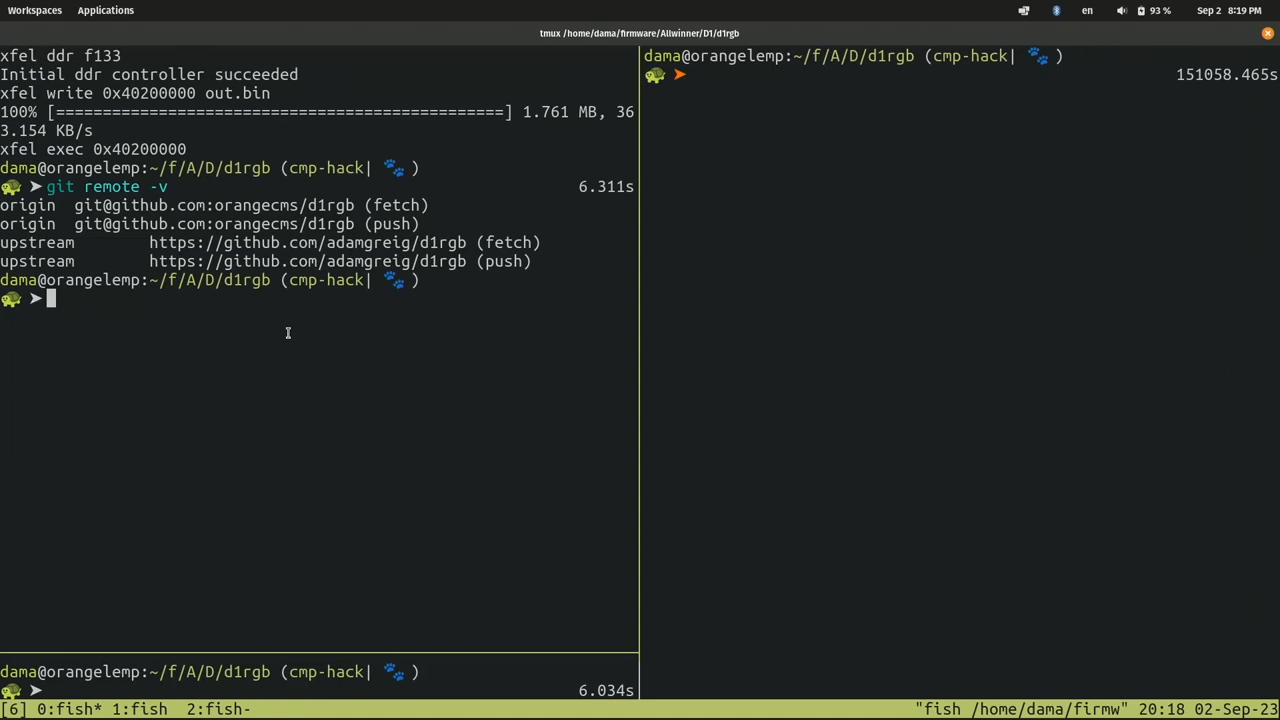 Workspaces Applications en 93 % Sep 2 8:19 PM
tmux /home/dama/firmware/Allwinner/D1/d1rgb
xfel ddr f133
Initial ddr controller succeeded
xfel write 0x40200000 out.bin
100% [================================================] 1.761 MB, 36
3.154 KB/s
xfel exec 0x40200000
dama@orangelemp:~/f/A/D/d1rgb (cmp-hack| 🐾 )
🐢 ➤ git remote -v 6.311s
origin git@github.com:orangecms/d1rgb (fetch)
origin git@github.com:orangecms/d1rgb (push)
upstream https://github.com/adamgreig/d1rgb (fetch)
upstream https://github.com/adamgreig/d1rgb (push)
dama@orangelemp:~/f/A/D/d1rgb (cmp-hack| 🐾 )
🐢 ➤
dama@orangelemp:~/f/A/D/d1rgb (cmp-hack| 🐾 )
🐢 ➤ 6.034s
dama@orangelemp:~/f/A/D/d1rgb (cmp-hack| 🐾 )
🐢 ➤ 151058.465s
[6] 0:fish* 1:fish 2:fish- "fish /home/dama/firmw" 20:18 02-Sep-23